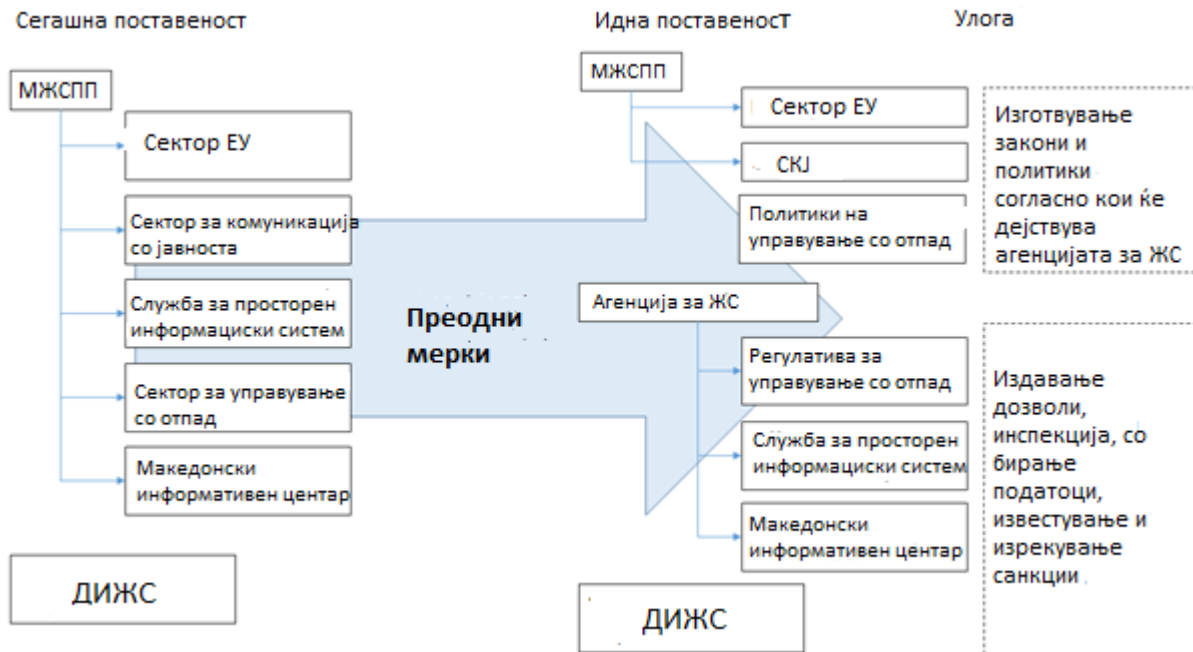 Сегашна поставеност
Идна поставеност
Улога
МЖСПП
Сектор ЕУ
Сектор за комуникација
со јавноста
Служба за просторен
информациски систем
Сектор за управување
со отпад
Македонски
информативен центар
ДИЖС
Преодни
мерки
МЖСПП
Сектор ЕУ
СКЈ
Политики на
управување со отпад
Агенција за ЖС
Регулатива за
управување со отпад
Служба за просторен
информациски систем
Македонски
информативен центар
ДИЖС
Изготвување
закони и
политики
согласно кои ќе
дејствува
агенцијата за ЖС
Издавање
дозволи,
инспекција, со
бирање
податоци,
известување и
изрекување
санкции